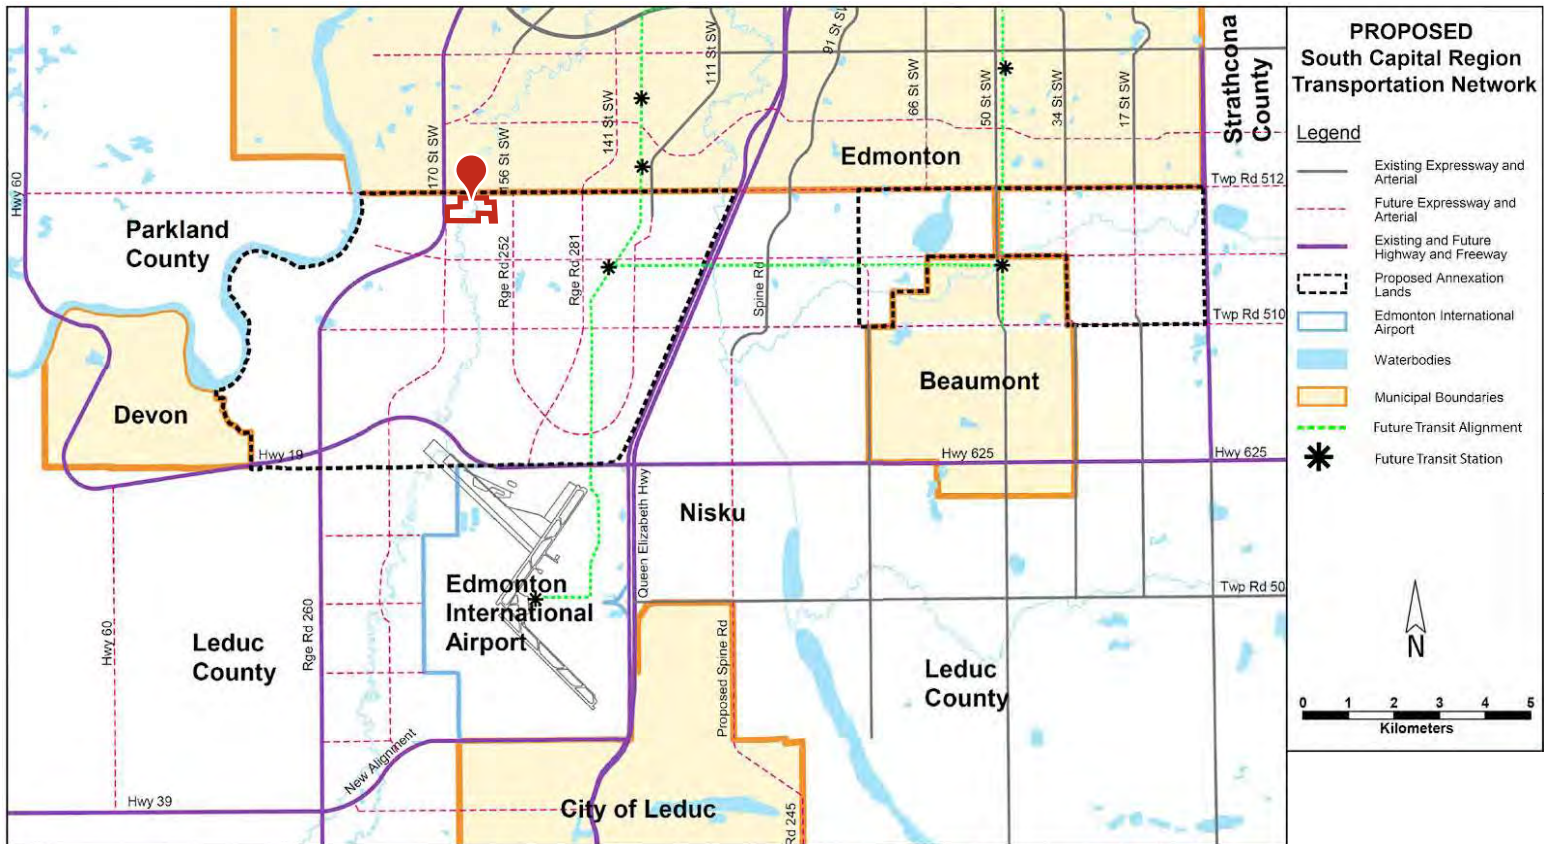 PROPOSED
South Capital Region
Transportation Network
Legend
Existing Expressway and
Arterial
Future Expressway and
Arterial
Existing and Future
Highway and Freeway
Proposed Annexation
Lands
Edmonton International
Airport
Waterbodies
Municipal Boundaries
Future Transit Alignment
Future Transit Station
N
0 1 2 3 4 5
Kilometers
Strathcona
County
111 St SW
91 St
66 St SW
50 St SW
34 St SW
17 St SW
141 St SW
170 St SW
156 St SW
Edmonton
Hwy 60
Twp Rd 512
Parkland
County
Rge Rd 252
Rge Rd 281
Spine Rd
Twp Rd 510
Beaumont
Devon
Hwy 19
Hwy 625
Hwy 625
Nisku
Queen Elizabeth Hwy
Edmonton
International
Airport
Twp Rd 50
Leduc
County
Hwy 60
Rge Rd 260
Proposed Spine Rd
Leduc
County
New Alignment
Hwy 39
City of Leduc
Rd 245